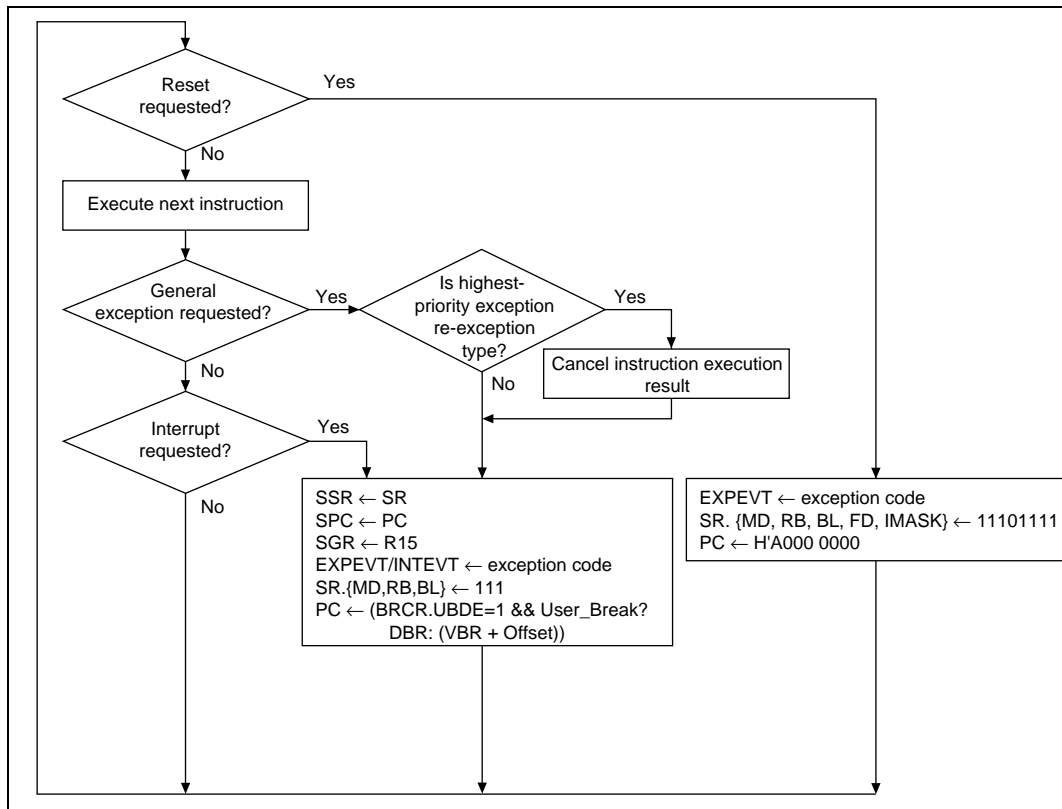 Reset
requested?
Yes
No
Execute next instruction
General
exception requested?
Yes
No
Is highest-
priority exception
re-exception
type?
Yes
No
Cancel instruction execution
result
Interrupt
requested?
Yes
No
SSR ← SR
SPC ← PC
SGR ← R15
EXPEVT/INTEVT ← exception code
SR.{MD,RB,BL} ← 111
PC ← (BRCR.UBDE=1 && User_Break?
DBR: (VBR + Offset))
EXPEVT ← exception code
SR. {MD, RB, BL, FD, IMASK} ← 11101111
PC ← H'A000 0000